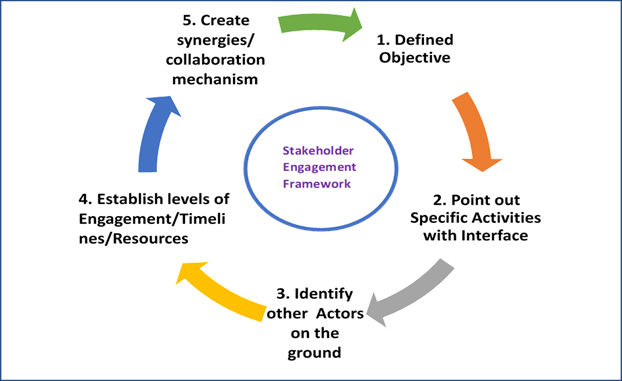 5. Create
synergies/
collaboration
mechanism
1. Defined
Objective
Stakeholder
Engagement
Framework
4. Establish levels of
Engagement/Timeli
nes/Resources
2. Point out
Specific Activities
with Interface
3. Identify
other Actors
on the
ground